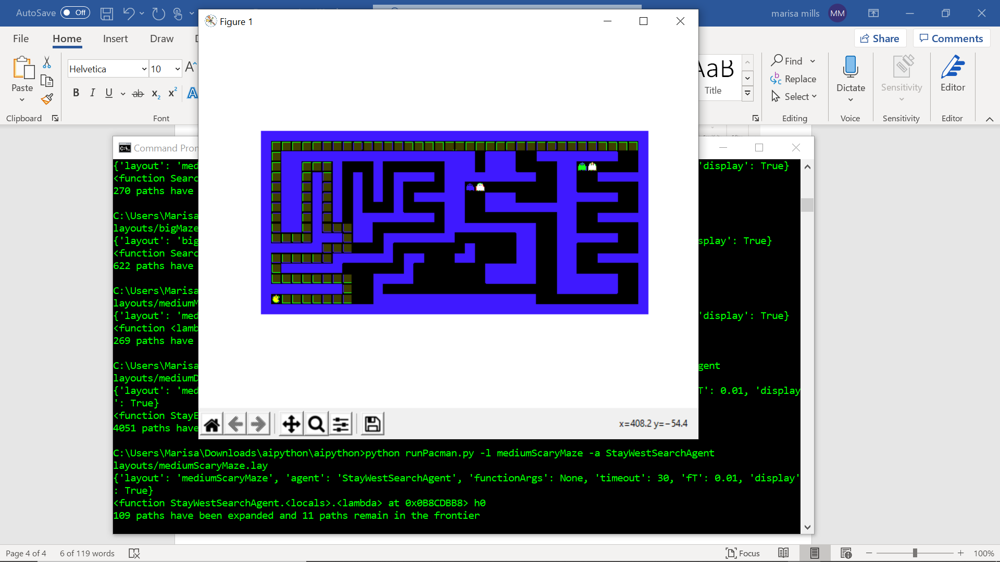 AutoSave Off
marisa mills MM
Figure 1
File Home Insert Draw D
Share Comments
Paste
Clipboard
Helvetica 10
B I U ab x2 x2 A
Font
AaB
Title
Find
Replace
Select
Editing
Dictate
Voice
Sensitivity
Sensitivity
Editor
Editor
Command Pror
{'layout': 'med
'display': True}
<function Searc
270 paths have
C:\Users\Marisa
layouts/bigMaze
{'layout': 'big
splay': True}
<function Searc
622 paths have
C:\Users\Marisa
layouts/mediumM
{'layout': 'med
'display': True}
<function <lamb
269 paths have
C:\Users\Marisa
gent
layouts/mediumD
{'layout': 'med
T': 0.01, 'display
': True}
<function StayE
4051 paths have
x=408.2 y=−54.4
C:\Users\Marisa\Downloads\aipython\aipython>python runPacman.py -l mediumScaryMaze -a StayWestSearchAgent
layouts/mediumScaryMaze.lay
{'layout': 'mediumScaryMaze', 'agent': 'StayWestSearchAgent', 'functionArgs': None, 'timeout': 30, 'fT': 0.01, 'display'
: True}
<function StayWestSearchAgent.<locals>.<lambda> at 0x0B8CDBB8> h0
109 paths have been expanded and 11 paths remain in the frontier
Page 4 of 4 6 of 119 words
Focus
100%